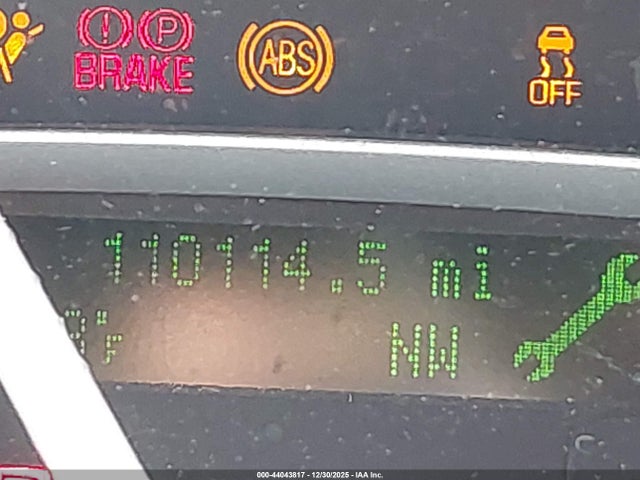 BRAKE
ABS
OFF
110114.5 mi
°F NW
000-44043817 - 12/30/2025 - IAA Inc.